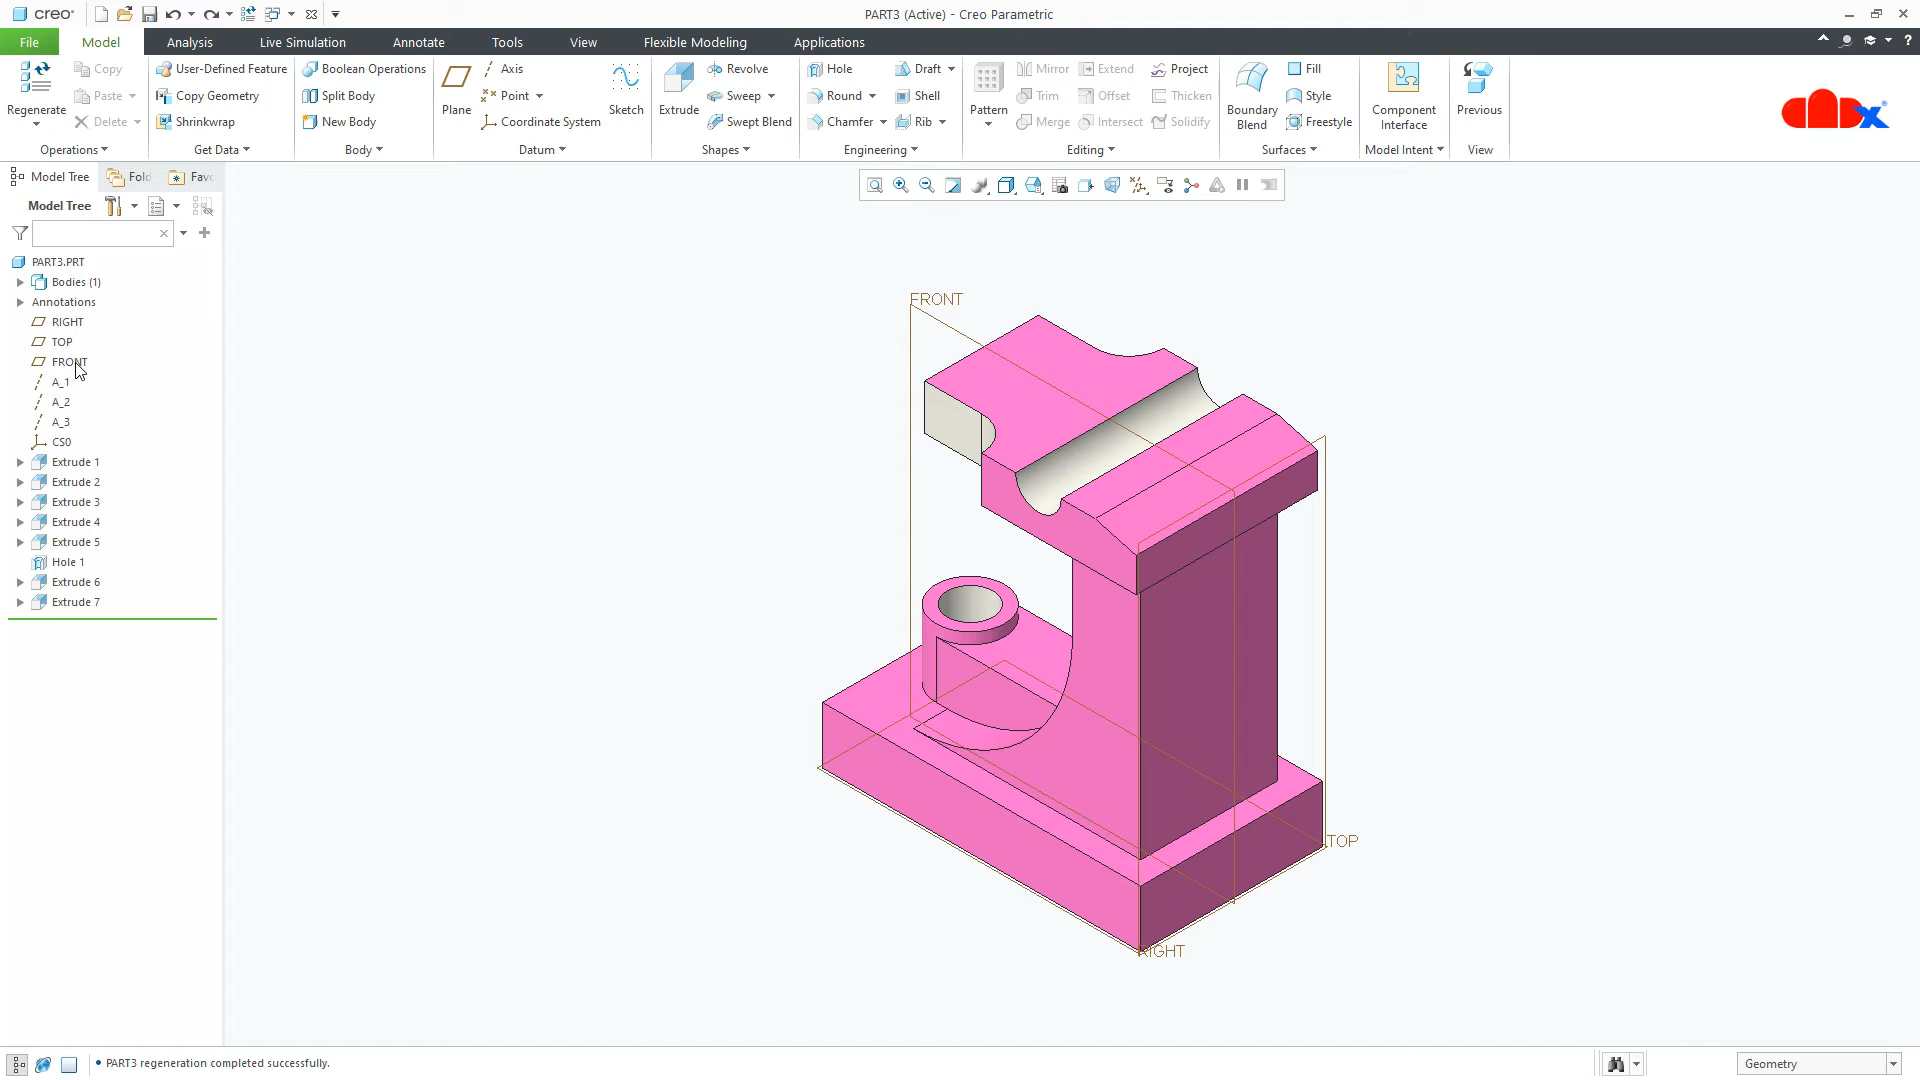 creo
PART3 (Active) - Creo Parametric
File Model Analysis Live Simulation Annotate Tools View Flexible Modeling Applications
Regenerate
Copy
Paste
Delete
Operations
User-Defined Feature
Copy Geometry
Shrinkwrap
Get Data
Boolean Operations
Split Body
New Body
Body
Plane
Axis
Point
Coordinate System
Sketch
Datum
Extrude
Revolve
Sweep
Swept Blend
Shapes
Hole
Round
Chamfer
Draft
Shell
Rib
Engineering
Pattern
Mirror
Trim
Merge
Extend
Offset
Intersect
Project
Thicken
Solidify
Editing
Boundary
Blend
Fill
Style
Freestyle
Surfaces
Component
Interface
Model Intent
Previous
View
Model Tree
Fold
Fav
Model Tree
PART3.PRT
Bodies (1)
Annotations
RIGHT
TOP
FRONT
A_1
A_2
A_3
CS0
Extrude 1
Extrude 2
Extrude 3
Extrude 4
Extrude 5
Hole 1
Extrude 6
Extrude 7
FRONT
TOP
RIGHT
PART3 regeneration completed successfully.
Geometry